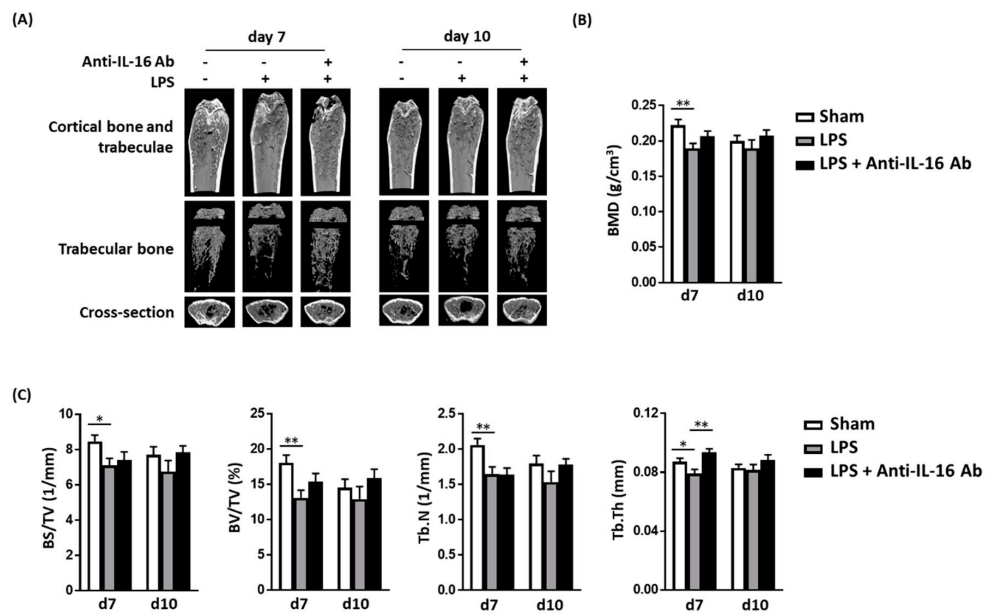 (A)
day 7
day 10
Anti-IL-16 Ab - - + - - +
LPS - + + - + +
Cortical bone and
trabeculae
Trabecular bone
Cross-section
(B)
BMD (g/cm³)
0.25
0.20
0.15
0.10
0.05
0.00
d7 d10
**
Sham
LPS
LPS + Anti-IL-16 Ab
(C)
BS/TV (1/mm)
10
8
6
4
2
0
*
d7 d10
BV/TV (%)
25
20
15
10
5
0
**
d7 d10
Tb.N (1/mm)
2.5
2.0
1.5
1.0
0.5
0.0
**
d7 d10
Tb.Th (mm)
0.12
0.08
0.04
0.00
* **
d7 d10
Sham
LPS
LPS + Anti-IL-16 Ab